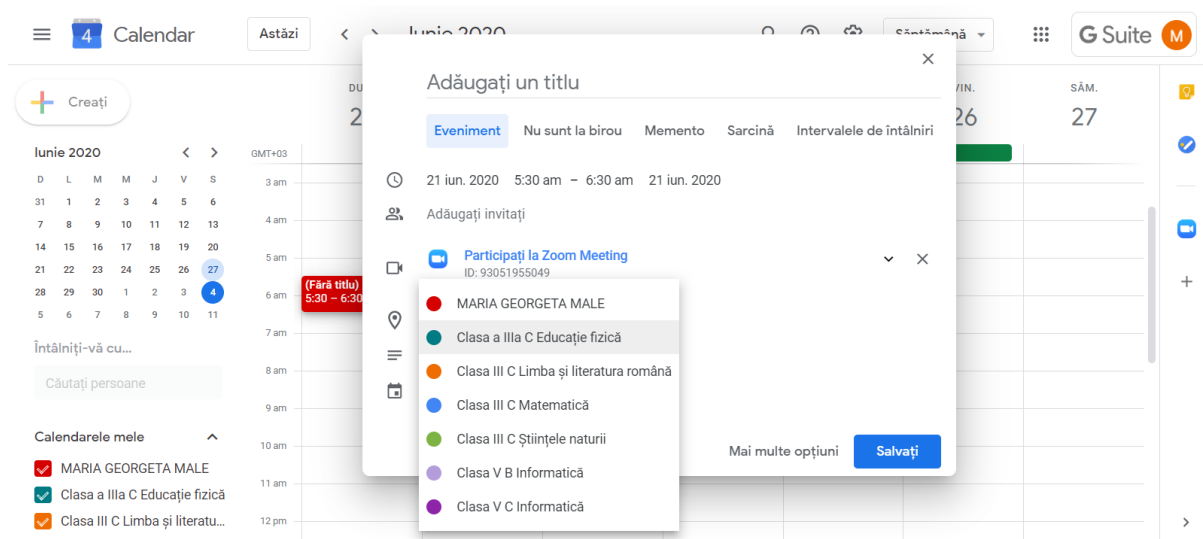 4 Calendar
Astăzi
Iunie 2020
Săptămână
G Suite M
Creați
DU
2
VIN.
26
SÂM.
27
Iunie 2020
D L M M J V S
31 1 2 3 4 5 6
7 8 9 10 11 12 13
14 15 16 17 18 19 20
21 22 23 24 25 26 27
28 29 30 1 2 3 4
5 6 7 8 9 10 11
Întâlniți-vă cu...
Căutați persoane
Calendarele mele
MARIA GEORGETA MALE
Clasa a IIIa C Educație fizică
Clasa III C Limba și literatu...
GMT+03
3 am
4 am
5 am
6 am
7 am
8 am
9 am
10 am
11 am
12 pm
(Fără titlu)
5:30 – 6:30
Adăugați un titlu
Eveniment Nu sunt la birou Memento Sarcină Intervalele de întâlniri
21 iun. 2020 5:30 am – 6:30 am 21 iun. 2020
Adăugați invitați
Participați la Zoom Meeting
ID: 93051955049
MARIA GEORGETA MALE
Clasa a IIIa C Educație fizică
Clasa III C Limba și literatura română
Clasa III C Matematică
Clasa III C Științele naturii
Clasa V B Informatică
Clasa V C Informatică
Mai multe opțiuni
Salvați